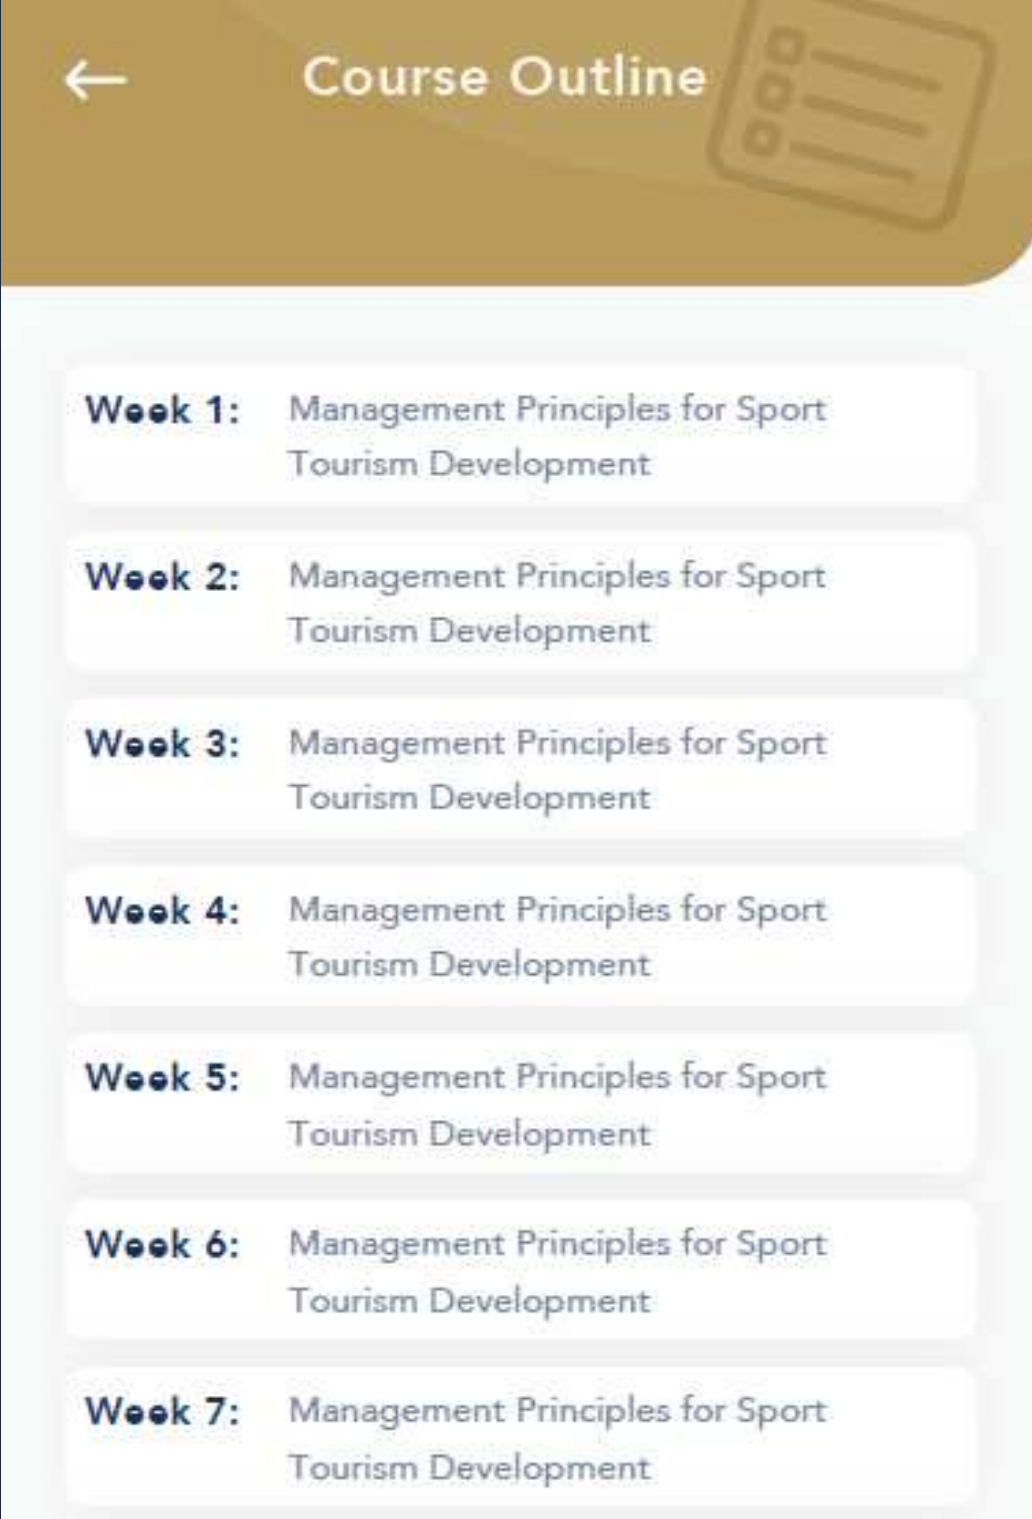 Course Outline
Week 1: Management Principles for Sport
Tourism Development
Week 2: Management Principles for Sport
Tourism Development
Week 3: Management Principles for Sport
Tourism Development
Week 4: Management Principles for Sport
Tourism Development
Week 5: Management Principles for Sport
Tourism Development
Week 6: Management Principles for Sport
Tourism Development
Week 7: Management Principles for Sport
Tourism Development